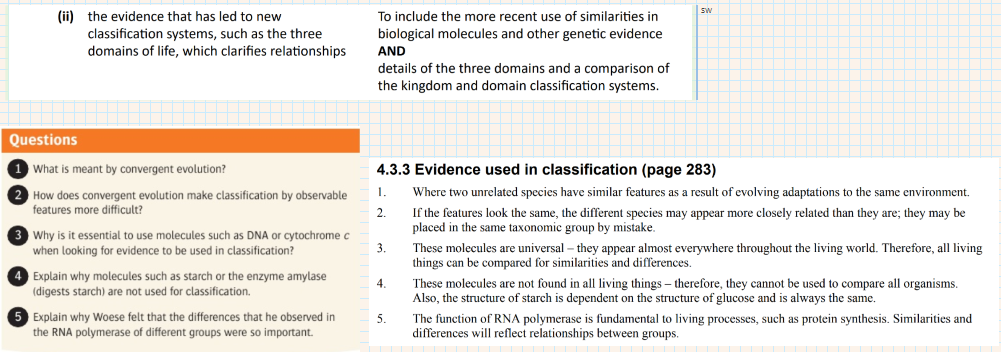 (ii) the evidence that has led to new
classification systems, such as the three
domains of life, which clarifies relationships
To include the more recent use of similarities in
biological molecules and other genetic evidence
AND
details of the three domains and a comparison of
the kingdom and domain classification systems.
sw
Questions
1 What is meant by convergent evolution?
2 How does convergent evolution make classification by observable
features more difficult?
3 Why is it essential to use molecules such as DNA or cytochrome c
when looking for evidence to be used in classification?
4 Explain why molecules such as starch or the enzyme amylase
(digests starch) are not used for classification.
5 Explain why Woese felt that the differences that he observed in
the RNA polymerase of different groups were so important.
4.3.3 Evidence used in classification (page 283)
1. Where two unrelated species have similar features as a result of evolving adaptations to the same environment.
2. If the features look the same, the different species may appear more closely related than they are; they may be
placed in the same taxonomic group by mistake.
3. These molecules are universal – they appear almost everywhere throughout the living world. Therefore, all living
things can be compared for similarities and differences.
4. These molecules are not found in all living things – therefore, they cannot be used to compare all organisms.
Also, the structure of starch is dependent on the structure of glucose and is always the same.
5. The function of RNA polymerase is fundamental to living processes, such as protein synthesis. Similarities and
differences will reflect relationships between groups.